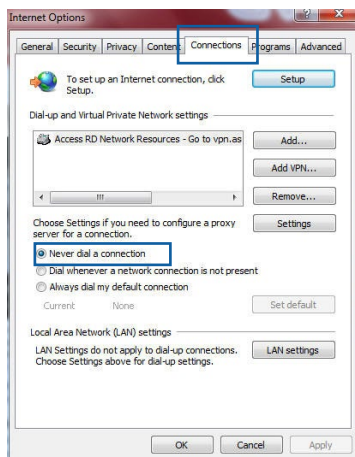 Internet Options
General Security Privacy Content Connections Programs Advanced
To set up an Internet connection, click
Setup.
Setup
Dial-up and Virtual Private Network settings
Access RD Network Resources - Go to vpn.as
Add...
Add VPN...
Remove...
Choose Settings if you need to configure a proxy
server for a connection.
Settings
Never dial a connection
Dial whenever a network connection is not present
Always dial my default connection
Current None
Set default
Local Area Network (LAN) settings
LAN Settings do not apply to dial-up connections.
Choose Settings above for dial-up settings.
LAN settings
OK Cancel Apply